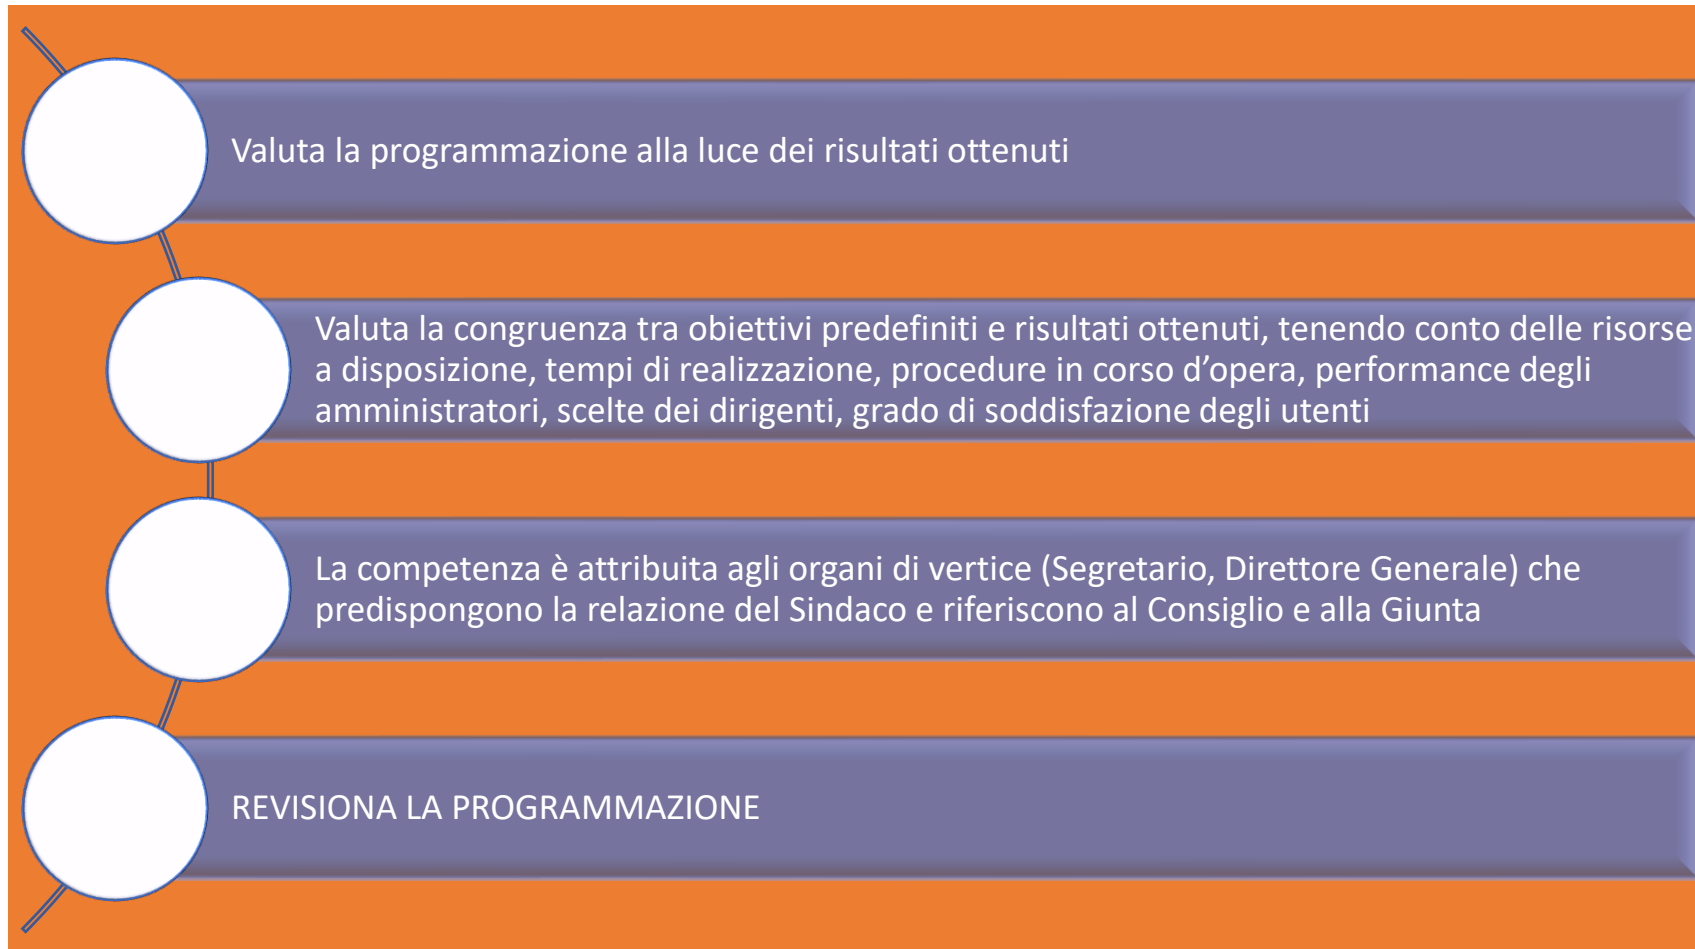 Valuta la programmazione alla luce dei risultati ottenuti
Valuta la congruenza tra obiettivi predefiniti e risultati ottenuti, tenendo conto delle risorse
a disposizione, tempi di realizzazione, procedure in corso d’opera, performance degli
amministratori, scelte dei dirigenti, grado di soddisfazione degli utenti
La competenza è attribuita agli organi di vertice (Segretario, Direttore Generale) che
predispongono la relazione del Sindaco e riferiscono al Consiglio e alla Giunta
REVISIONA LA PROGRAMMAZIONE